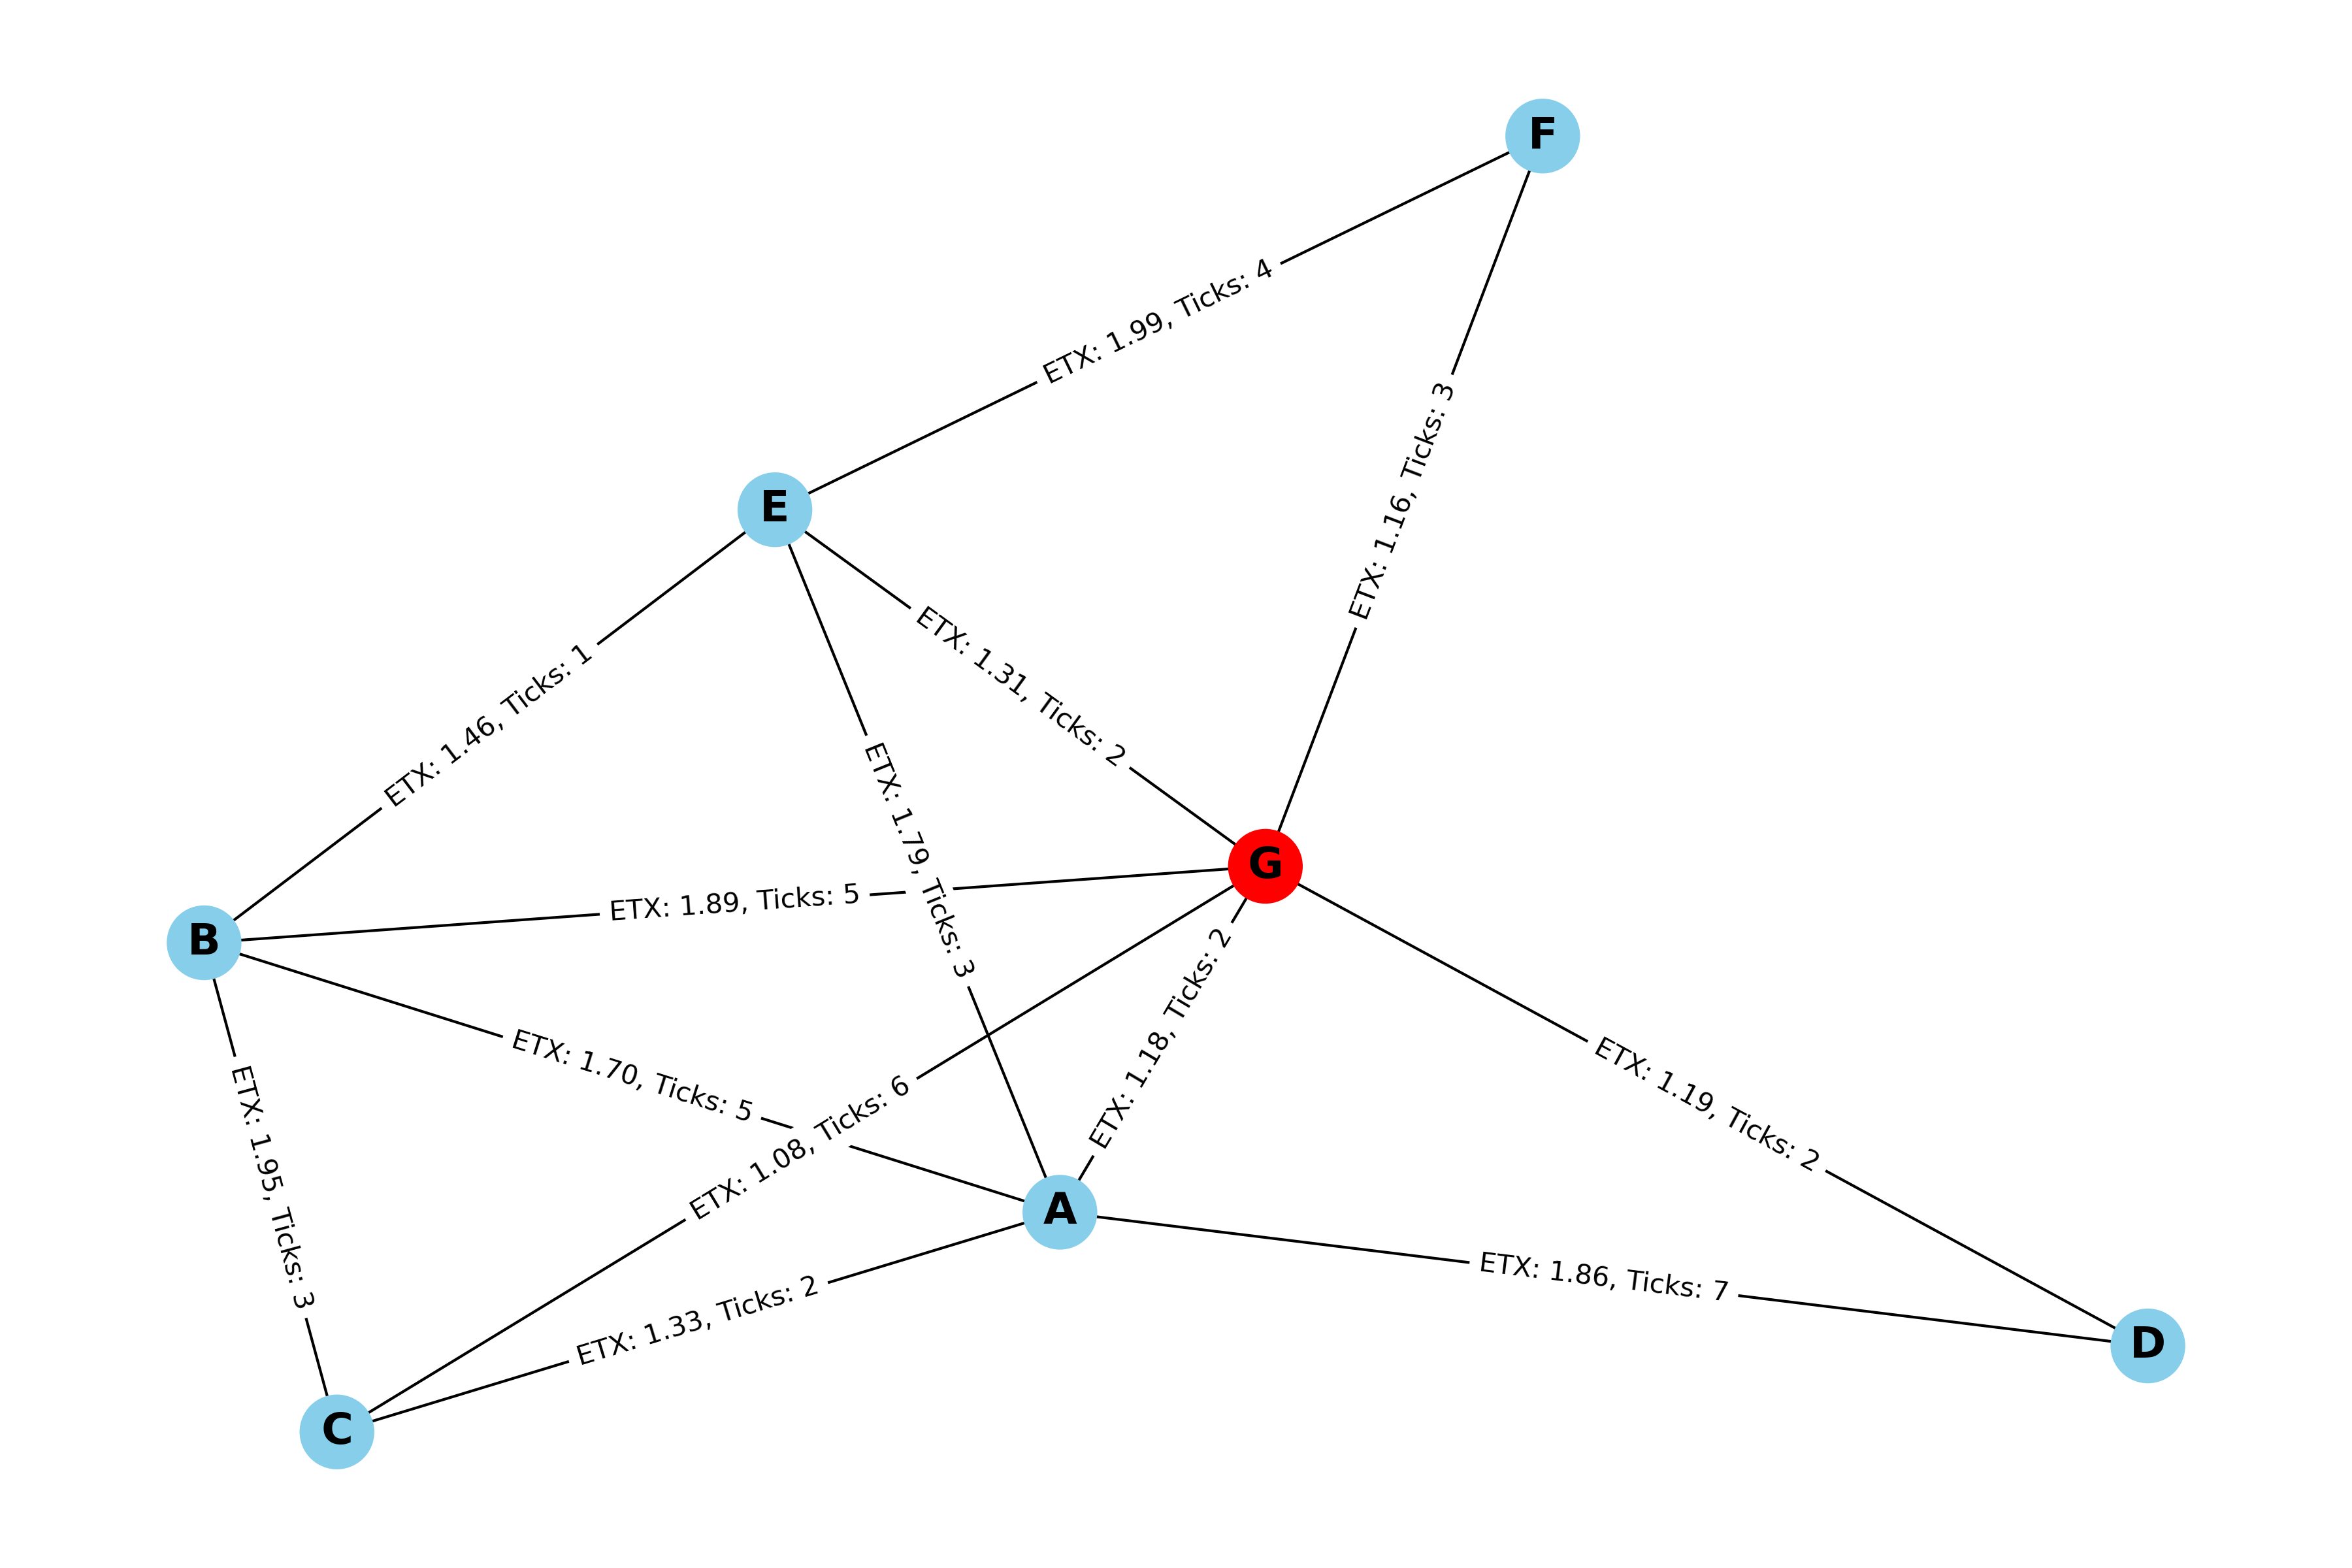 F
ETX: 1.99, Ticks: 4
ETX: 1.16, Ticks: 3
E
ETX: 1.31, Ticks: 2
ETX: 1.46, Ticks: 1
ETX: 1.79, Ticks: 3
G
ETX: 1.89, Ticks: 5
B
ETX: 1.18, Ticks: 2
ETX: 1.70, Ticks: 5
ETX: 1.19, Ticks: 2
ETX: 1.08, Ticks: 6
ETX: 1.95, Ticks: 3
A
ETX: 1.86, Ticks: 7
ETX: 1.33, Ticks: 2
D
C